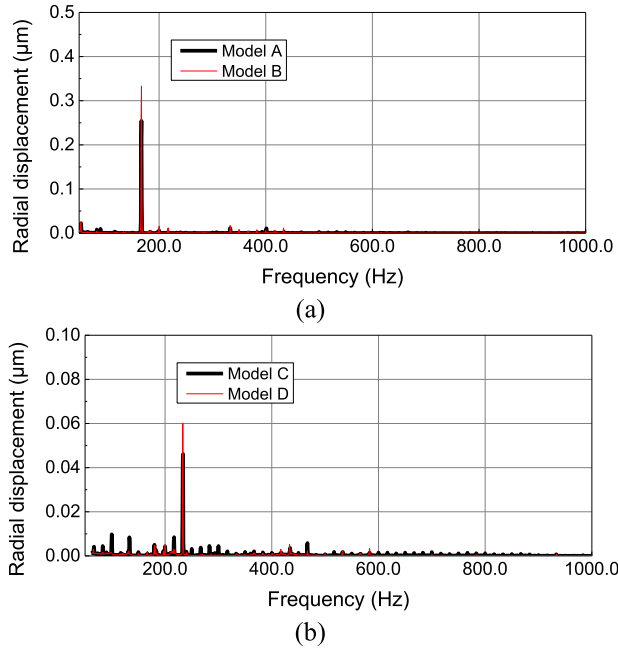 Radial displacement (μm)
0.5
0.4
0.3
0.2
0.1
0.0
Model A
Model B
200.0 400.0 600.0 800.0 1000.0
Frequency (Hz)
(a)
Radial displacement (μm)
0.10
0.08
0.06
0.04
0.02
0.00
Model C
Model D
200.0 400.0 600.0 800.0 1000.0
Frequency (Hz)
(b)